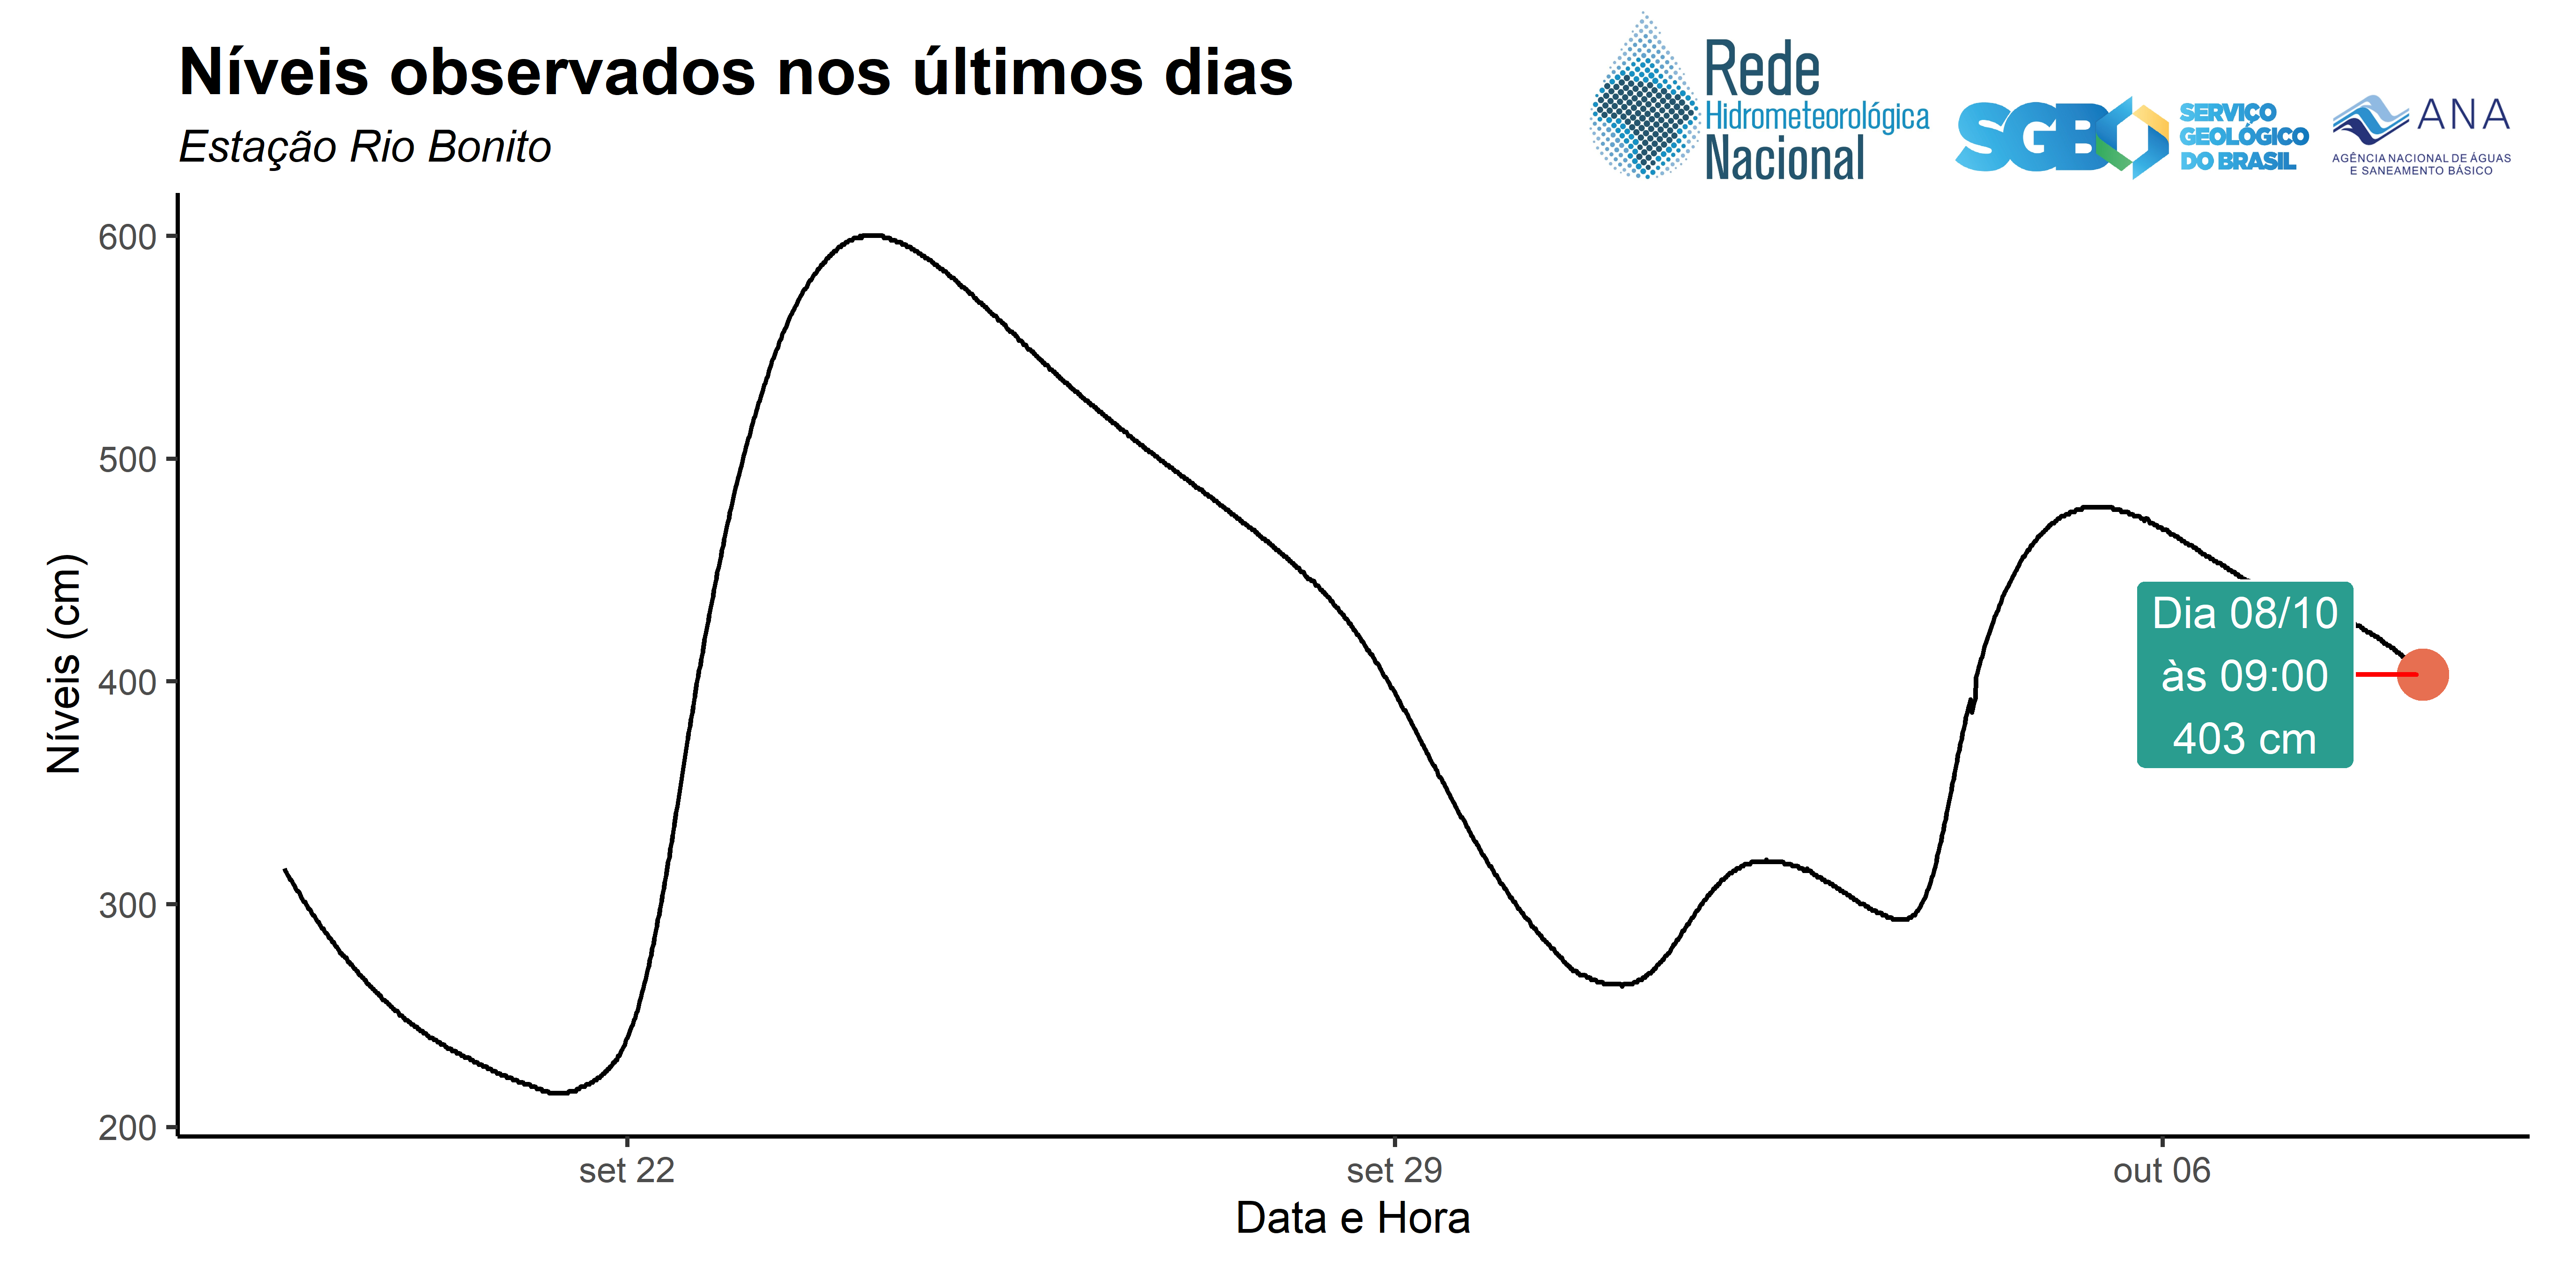 Níveis observados nos últimos dias
Estação Rio Bonito
Rede
Hidrometeorológica
Nacional
SGB
SERVIÇO
GEOLÓGICO
DO BRASIL
ANA
AGÊNCIA NACIONAL DE ÁGUAS
E SANEAMENTO BÁSICO
Níveis (cm)
600
500
400
300
200
Dia 08/10
às 09:00
403 cm
set 22
set 29
out 06
Data e Hora